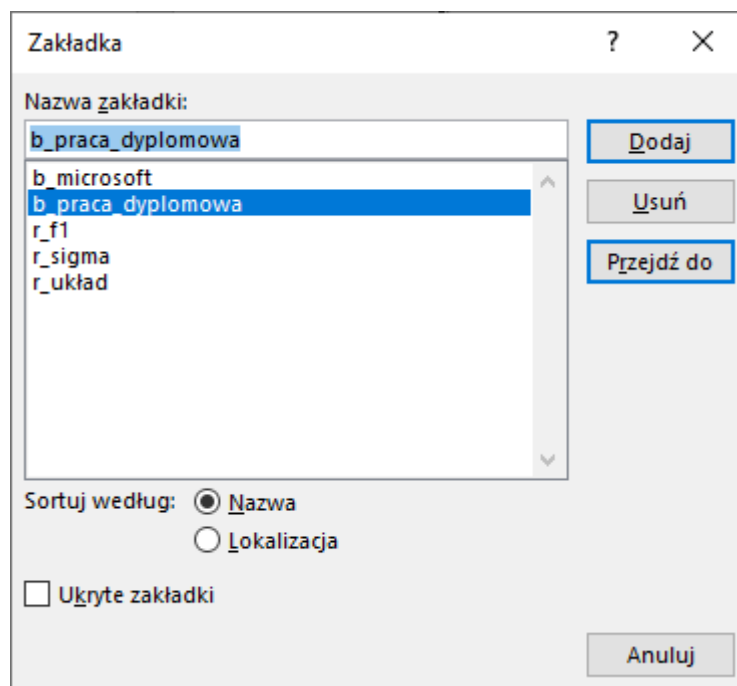 Zakładka
?
Nazwa zakładki:
b_praca_dyplomowa
Dodaj
b_microsoft
b_praca_dyplomowa
r_f1
r_sigma
r_układ
Usuń
Przejdź do
Sortuj według:
Nazwa
Lokalizacja
Ukryte zakładki
Anuluj